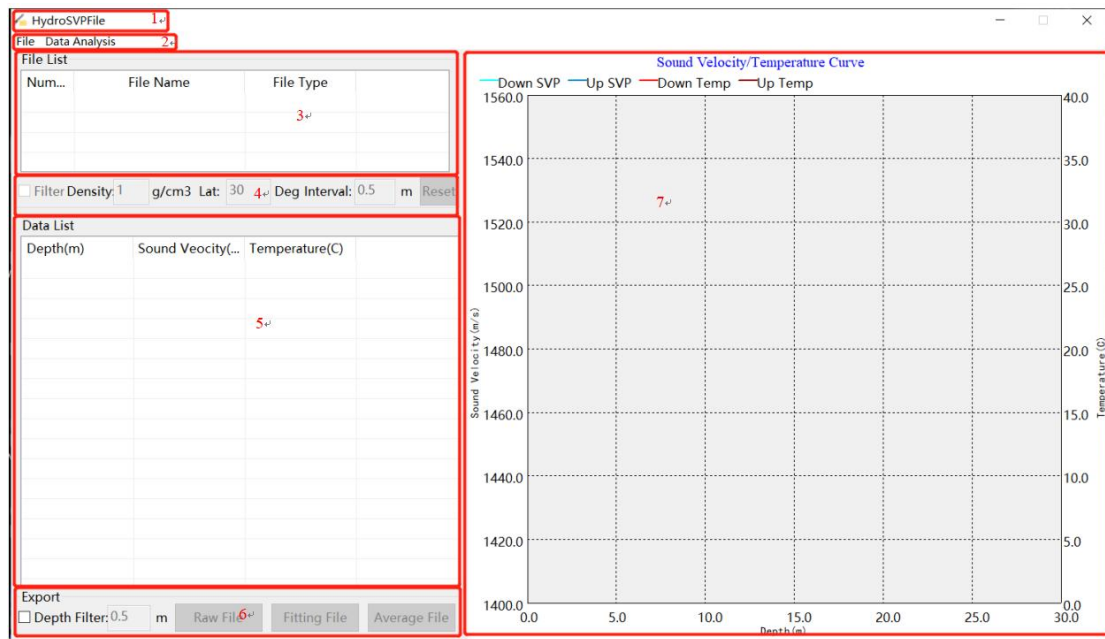 HydroSVPFile 1
File Data Analysis 2
File List
Num... File Name File Type
3
Filter Density: 1 g/cm3 Lat: 30 4 Deg Interval: 0.5 m Reset
Data List
Depth(m) Sound Veocity(... Temperature(C)
5
Export
Depth Filter: 0.5 m Raw File 6 Fitting File Average File
Sound Velocity/Temperature Curve
Down SVP Up SVP Down Temp Up Temp
1560.0 40.0
1540.0 35.0
7
1520.0 30.0
1500.0 25.0
Sound Velocity(m/s)
Temperature(C)
1480.0 20.0
1460.0 15.0
1440.0 10.0
1420.0 5.0
1400.0 0.0
0.0 5.0 10.0 15.0 20.0 25.0 30.0
Depth(m)